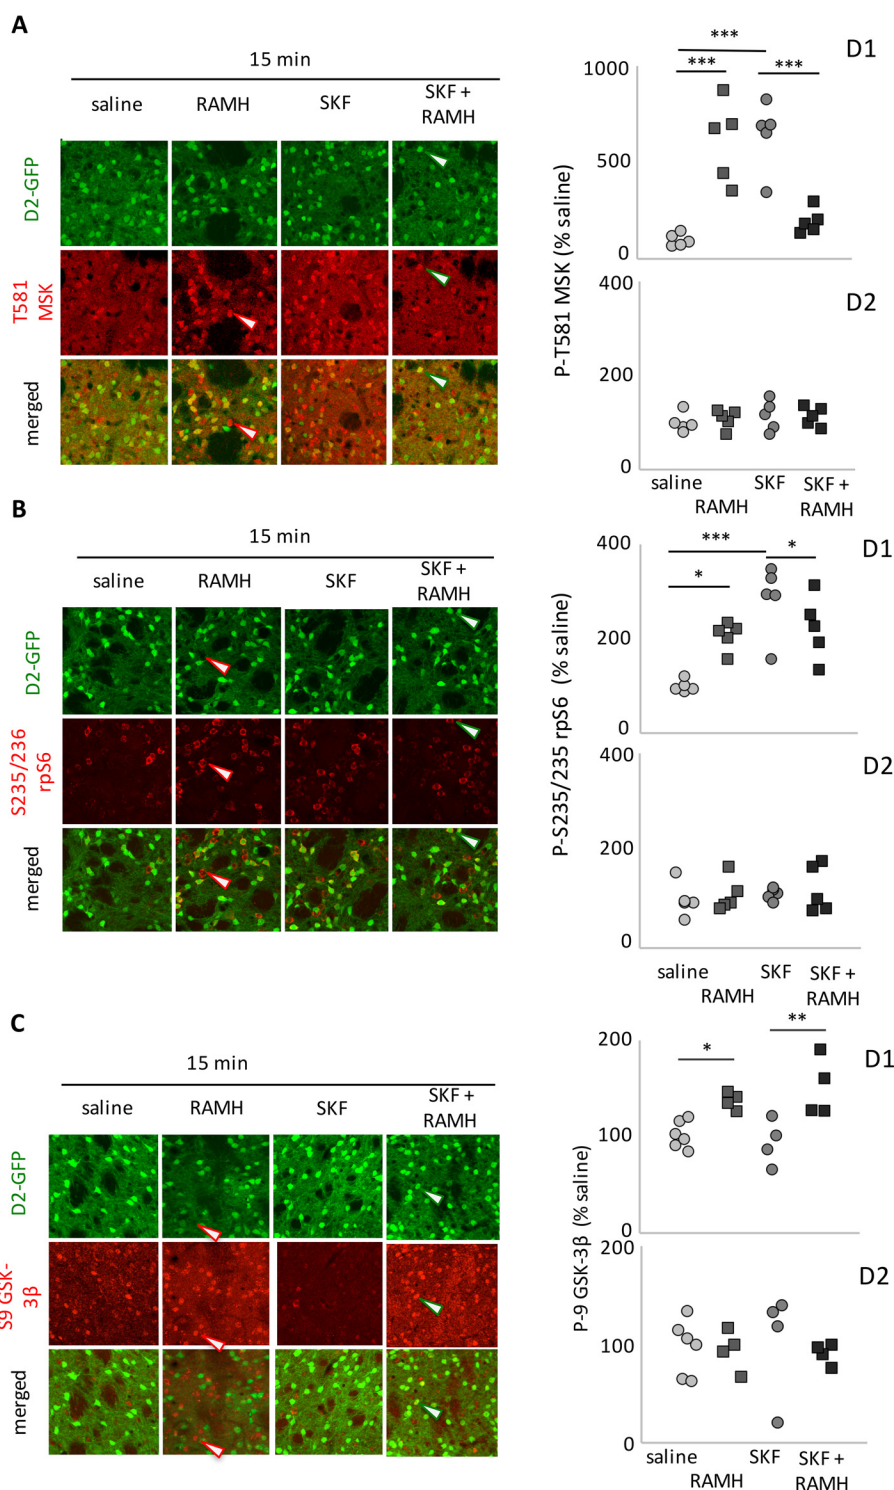 A
15 min
saline
RAMH
SKF
SKF +
RAMH
D2-GFP
T581
MSK
merged
***
***
***
D1
1000
500
0
P-T581 MSK (% saline)
400
D2
200
0
saline
RAMH
SKF
SKF +
RAMH
B
15 min
saline
RAMH
SKF
SKF +
RAMH
D2-GFP
S235/236
rpS6
merged
400
***
*
*
D1
200
0
P-S235/235 rpS6 (% saline)
400
D2
200
0
saline
RAMH
SKF
SKF +
RAMH
C
15 min
saline
RAMH
SKF
SKF +
RAMH
D2-GFP
S9 GSK-
3β
merged
200
*
**
D1
100
0
P-9 GSK-3β (% saline)
200
D2
100
0
saline
RAMH
SKF
SKF +
RAMH